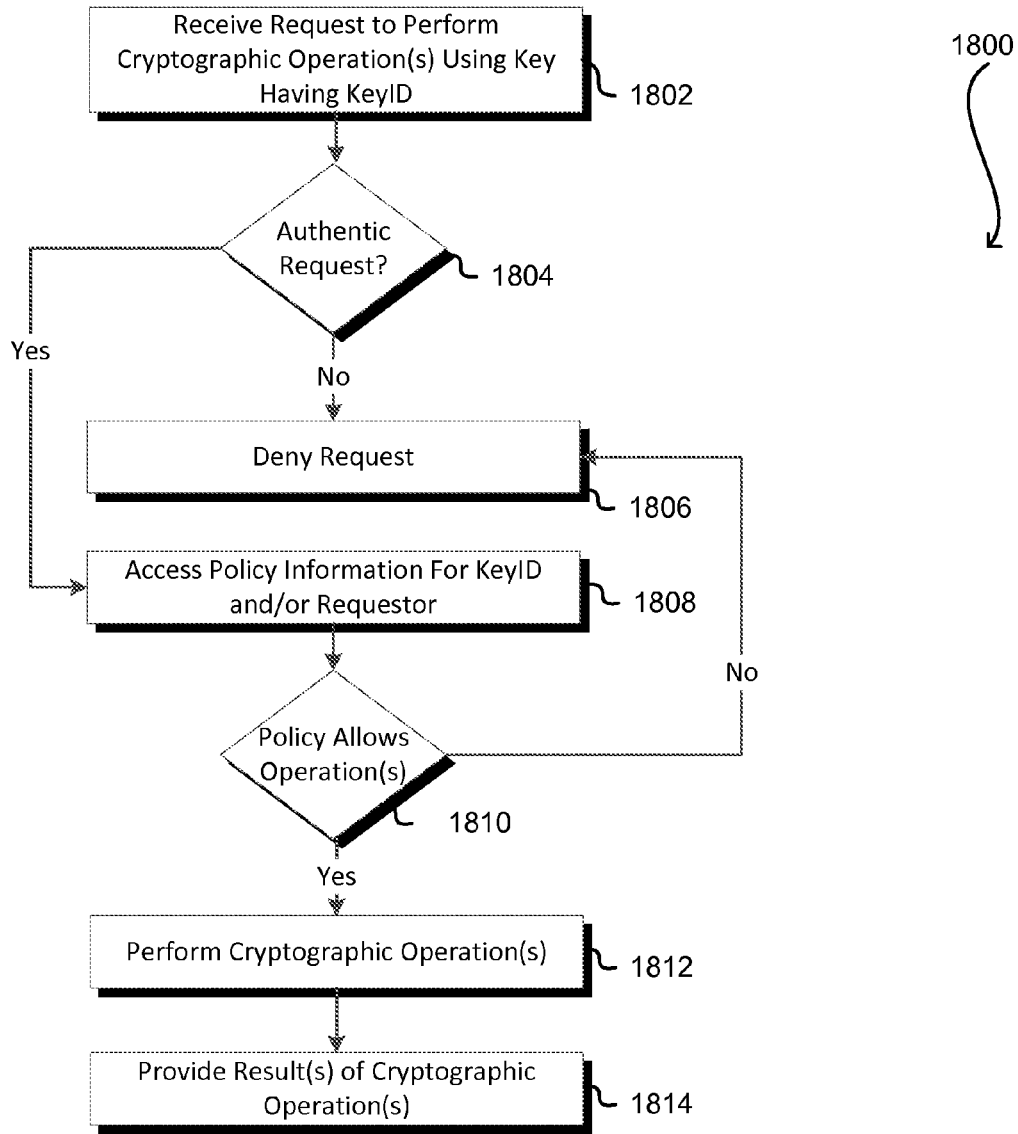 Receive Request to Perform
Cryptographic Operation(s) Using Key
Having KeyID
1802
1800
Authentic
Request?
1804
Yes
No
Deny Request
1806
Access Policy Information For KeyID
and/or Requestor
1808
No
Policy Allows
Operation(s)
1810
Yes
Perform Cryptographic Operation(s)
1812
Provide Result(s) of Cryptographic
Operation(s)
1814